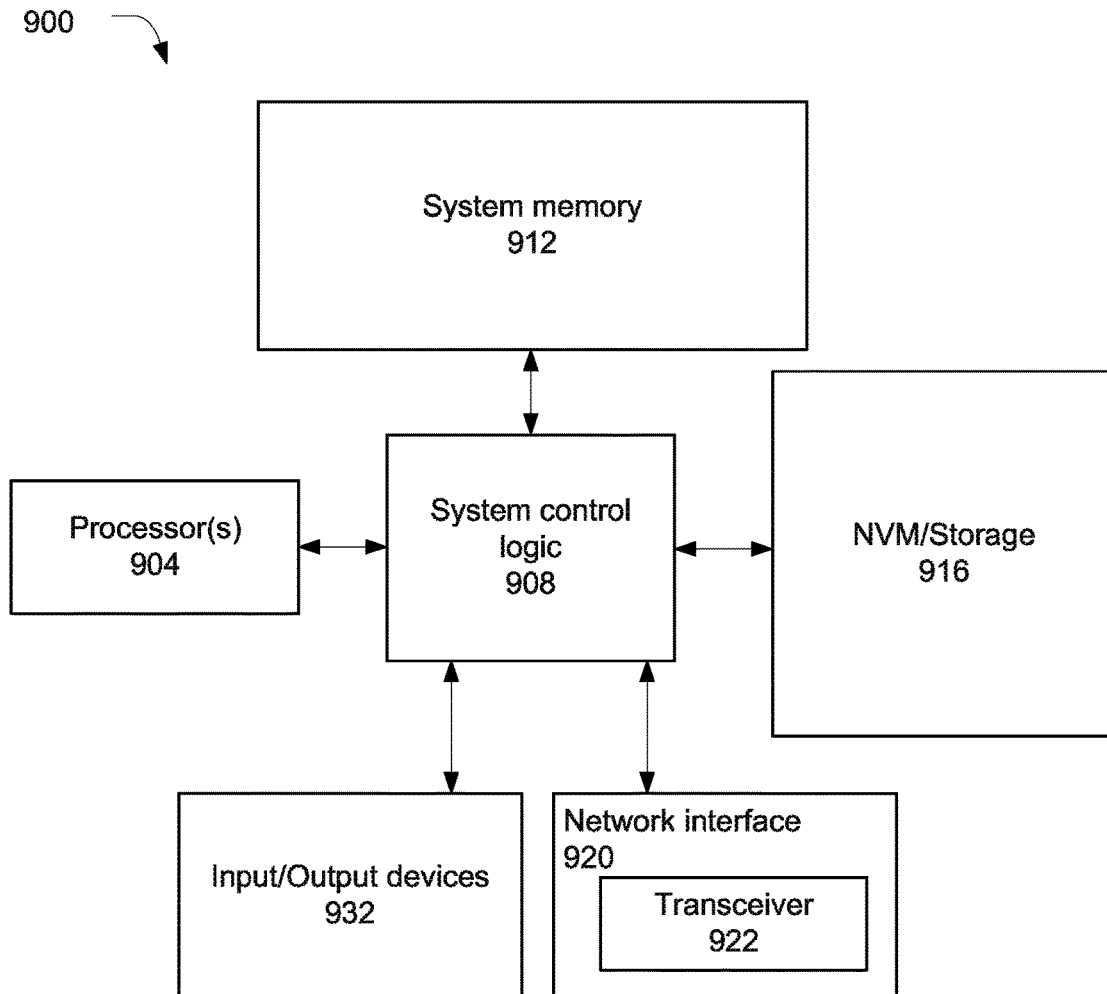 900
System memory
912
Processor(s)
904
System control
logic
908
NVM/Storage
916
Input/Output devices
932
Network interface
920
Transceiver
922